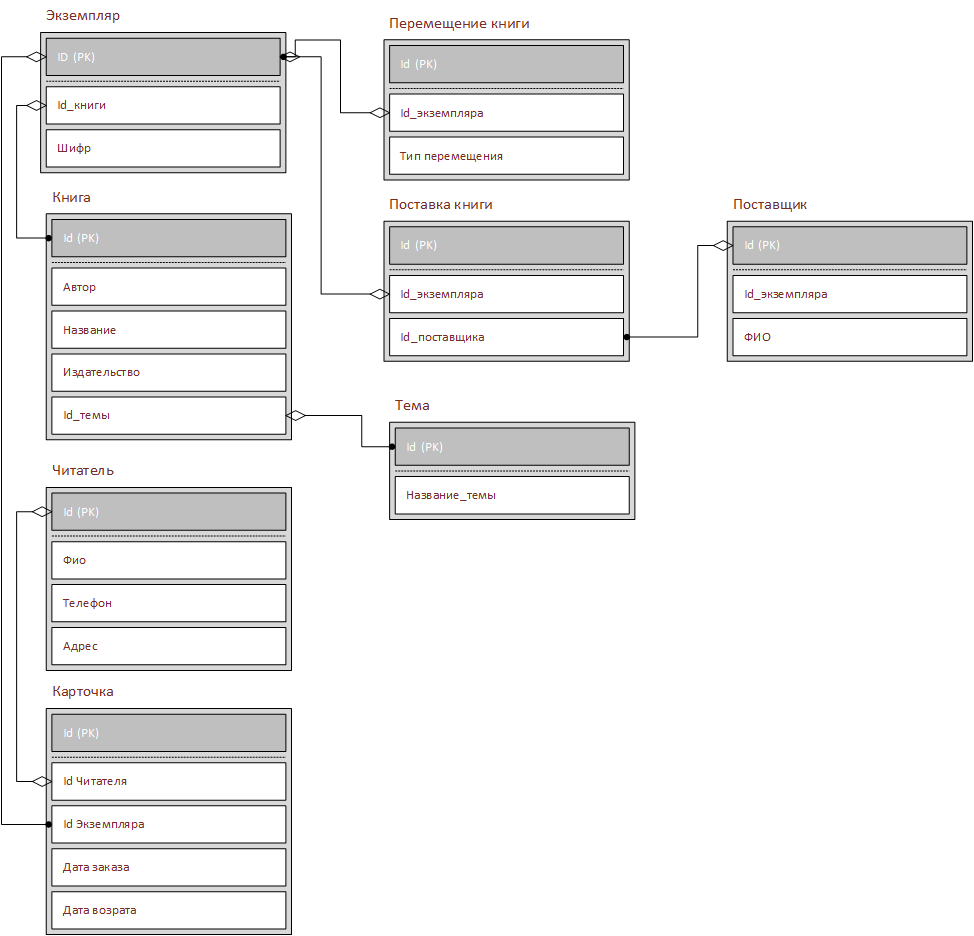 Экземпляр
ID (PK)
Id_книги
Шифр
Перемещение книги
Id (PK)
Id_экземпляра
Тип перемещения
Книга
Id (PK)
Автор
Название
Издательство
Id_темы
Поставка книги
Id (PK)
Id_экземпляра
Id_поставщика
Поставщик
Id (PK)
Id_экземпляра
ФИО
Тема
Id (PK)
Название_темы
Читатель
Id (PK)
Фио
Телефон
Адрес
Карточка
Id (PK)
Id Читателя
Id Экземпляра
Дата заказа
Дата возрата